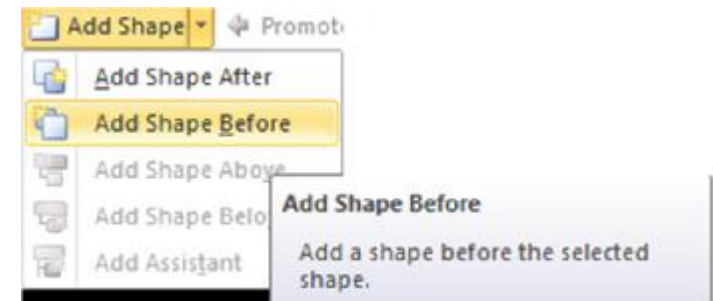 Add Shape Promot
Add Shape After
Add Shape Before
Add Shape Above
Add Shape Belo
Add Assistant
Add Shape Before
Add a shape before the selected
shape.